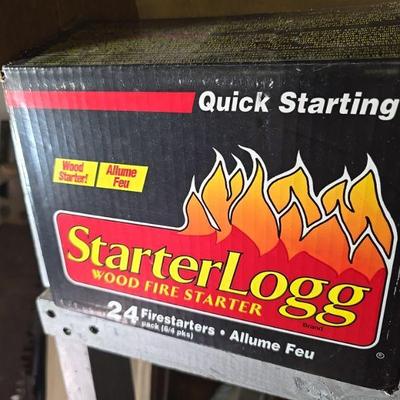 Quick Starting
Wood
Starter!
Allume
Feu
StarterLogg
Brand
WOOD FIRE STARTER
24 Firestarters • Allume Feu
pack (6/4 pks)
®